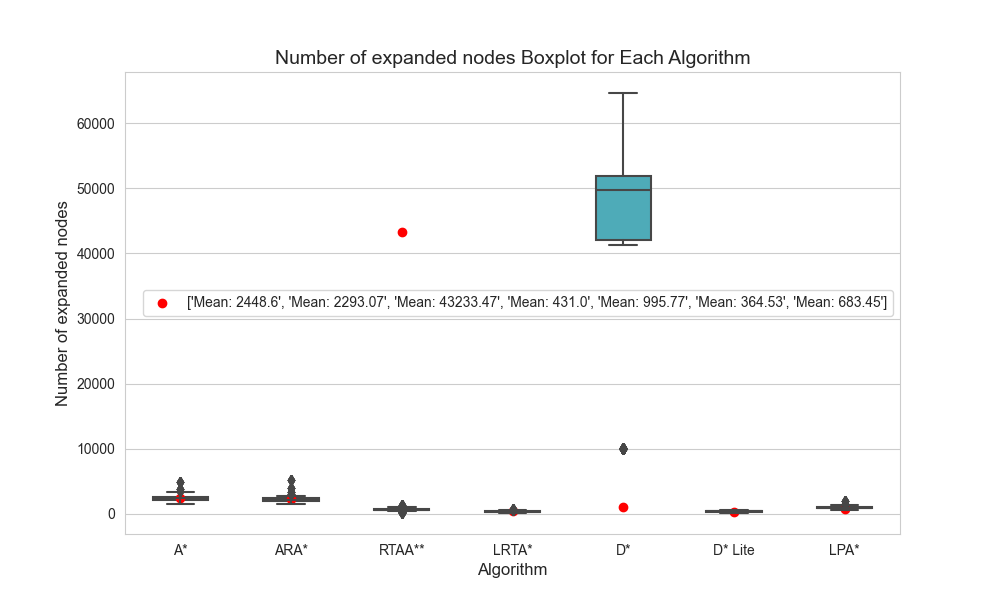 Number of expanded nodes Boxplot for Each Algorithm
60000
50000
40000
30000
20000
10000
0
Number of expanded nodes
['Mean: 2448.6', 'Mean: 2293.07', 'Mean: 43233.47', 'Mean: 431.0', 'Mean: 995.77', 'Mean: 364.53', 'Mean: 683.45']
A*
ARA*
RTAA**
LRTA*
D*
D* Lite
LPA*
Algorithm